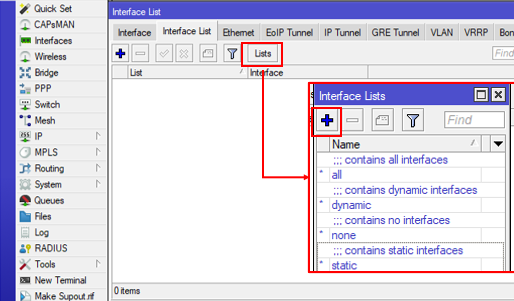 Quick Set
CAPsMAN
Interfaces
Wireless
Bridge
PPP
Switch
Mesh
IP
MPLS
Routing
System
Queues
Files
Log
RADIUS
Tools
New Terminal
Make Supout.rif
Interface List
Interface Interface List Ethernet EoIP Tunnel IP Tunnel GRE Tunnel VLAN VRRP Bon
Lists Find
List Interface
0 items
Interface Lists
Find
Name
;;; contains all interfaces
* all
;;; contains dynamic interfaces
* dynamic
;;; contains no interfaces
* none
;;; contains static interfaces
* static